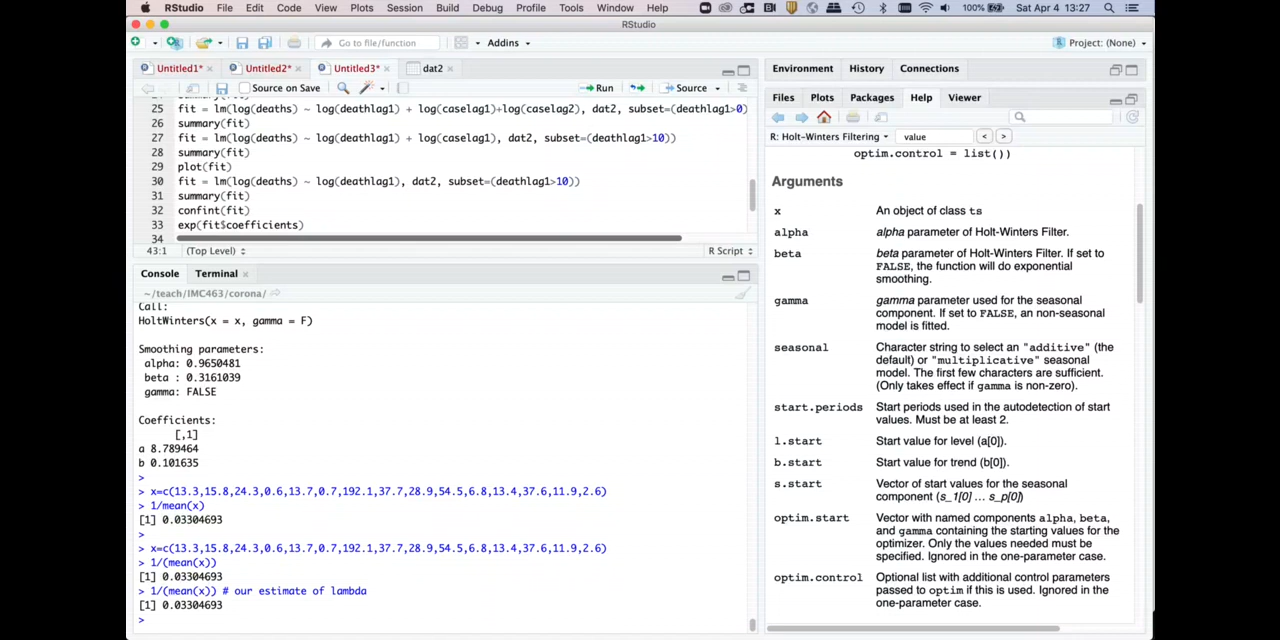 RStudio File Edit Code View Plots Session Build Debug Profile Tools Window Help 100% Sat Apr 4 13:27
RStudio
Go to file/function Addins Project: (None)
Untitled1* Untitled2* Untitled3* dat2
Source on Save Run Source
25 fit = lm(log(deaths) ~ log(deathlag1) + log(caselag1)+log(caselag2), dat2, subset=(deathlag1>0)
26 summary(fit)
27 fit = lm(log(deaths) ~ log(deathlag1) + log(caselag1), dat2, subset=(deathlag1>10))
28 summary(fit)
29 plot(fit)
30 fit = lm(log(deaths) ~ log(deathlag1), dat2, subset=(deathlag1>10))
31 summary(fit)
32 confint(fit)
33 exp(fit$coefficients)
34
43:1 (Top Level) R Script
Console Terminal
~/teach/IMC463/corona/
Call:
HoltWinters(x = x, gamma = F)
Smoothing parameters:
alpha: 0.9650481
beta : 0.3161039
gamma: FALSE
Coefficients:
[,1]
a 8.789464
b 0.101635
>
> x=c(13.3,15.8,24.3,0.6,13.7,0.7,192.1,37.7,28.9,54.5,6.8,13.4,37.6,11.9,2.6)
> 1/mean(x)
[1] 0.03304693
>
> x=c(13.3,15.8,24.3,0.6,13.7,0.7,192.1,37.7,28.9,54.5,6.8,13.4,37.6,11.9,2.6)
> 1/(mean(x))
[1] 0.03304693
> 1/(mean(x)) # our estimate of lambda
[1] 0.03304693
>
Environment History Connections
Files Plots Packages Help Viewer
R: Holt-Winters Filtering value
optim.control = list())
Arguments
x An object of class ts
alpha alpha parameter of Holt-Winters Filter.
beta beta parameter of Holt-Winters Filter. If set to
FALSE, the function will do exponential
smoothing.
gamma gamma parameter used for the seasonal
component. If set to FALSE, an non-seasonal
model is fitted.
seasonal Character string to select an "additive" (the
default) or "multiplicative" seasonal
model. The first few characters are sufficient.
(Only takes effect if gamma is non-zero).
start.periods Start periods used in the autodetection of start
values. Must be at least 2.
l.start Start value for level (a[0]).
b.start Start value for trend (b[0]).
s.start Vector of start values for the seasonal
component (s_1[0] ... s_p[0])
optim.start Vector with named components alpha, beta,
and gamma containing the starting values for the
optimizer. Only the values needed must be
specified. Ignored in the one-parameter case.
optim.control Optional list with additional control parameters
passed to optim if this is used. Ignored in the
one-parameter case.